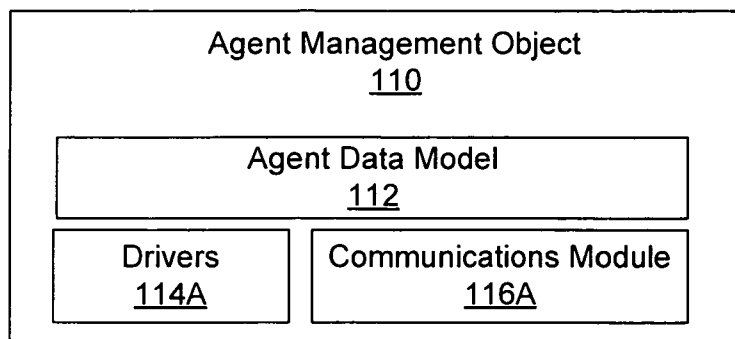 Agent Management Object
110
Agent Data Model
112
Drivers
114A
Communications Module
116A